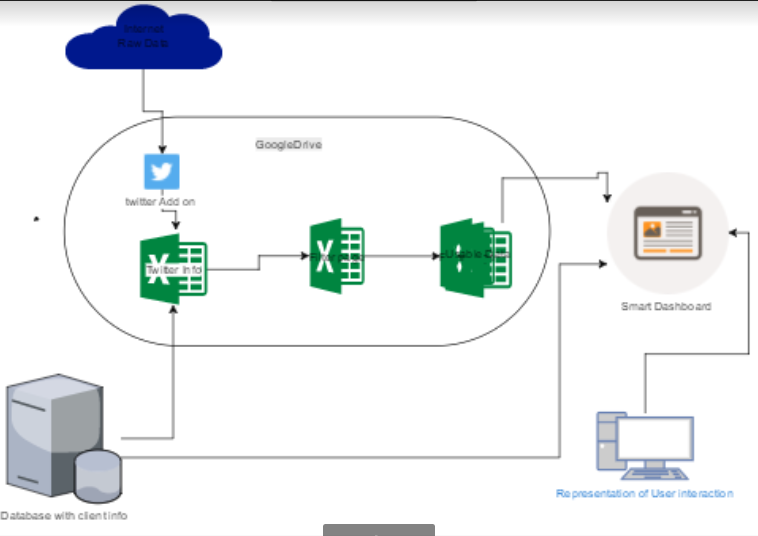 Internet
Raw Data
GoogleDrive
twitter Add on
Twitter Info
Smart Dashboard
Representation of User interaction
Database with client info